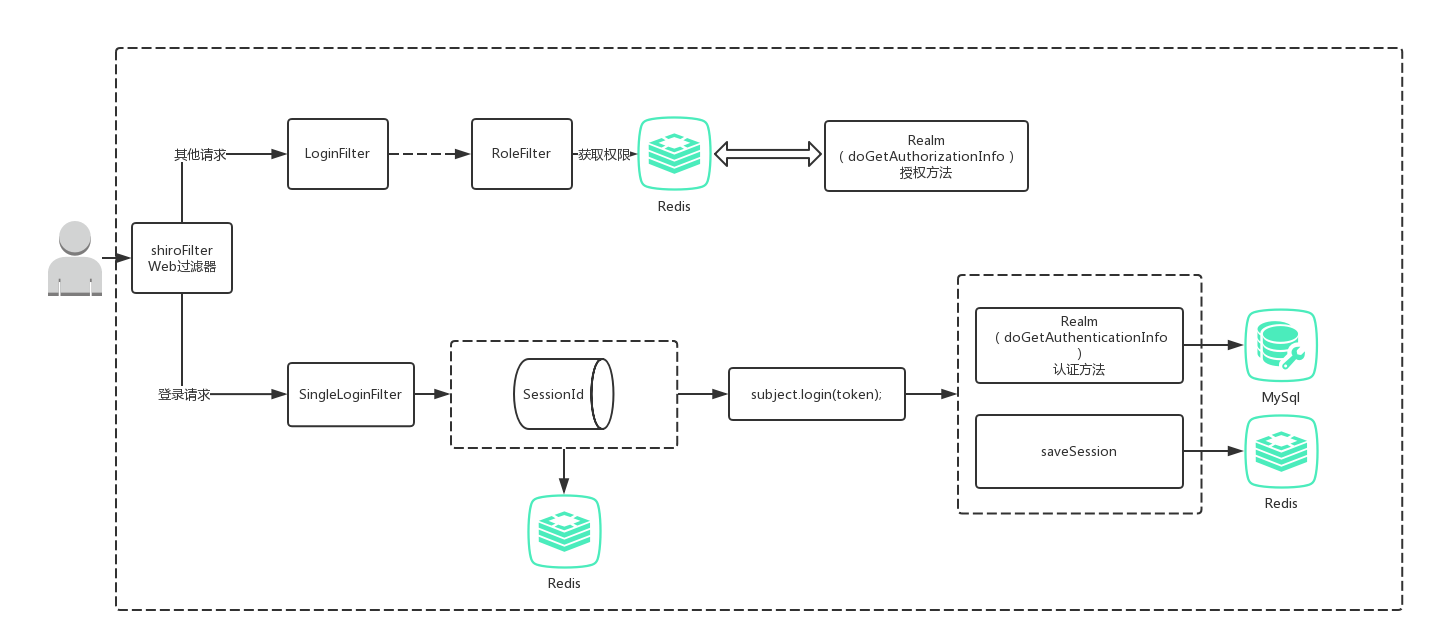 其他请求
LoginFilter
RoleFilter
获取权限
Redis
Realm
（doGetAuthorizationInfo）
授权方法
shiroFilter
Web过滤器
登录请求
SingleLoginFilter
SessionId
Redis
subject.login(token);
Realm
（doGetAuthenticationInfo
）
认证方法
MySql
saveSession
Redis